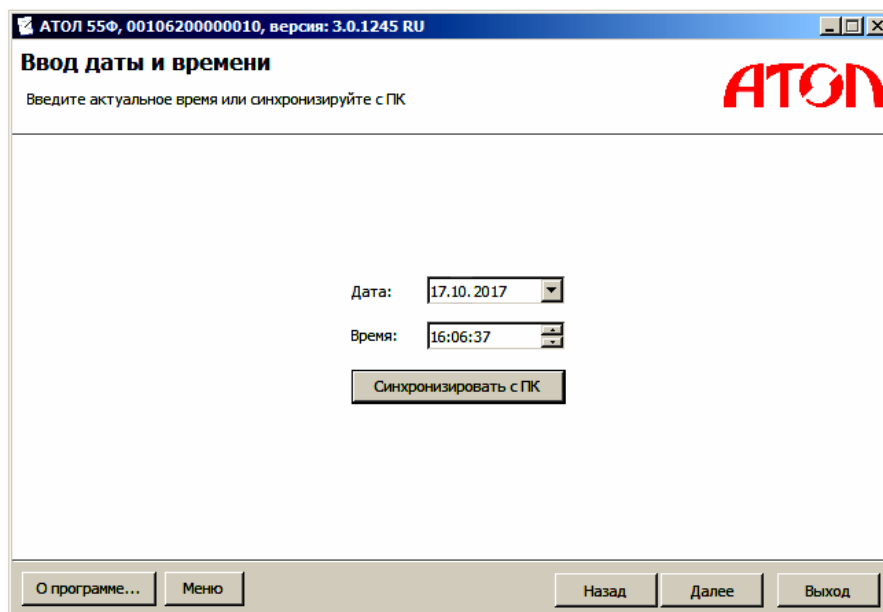 АТОЛ 55Ф, 00106200000010, версия: 3.0.1245 RU
Ввод даты и времени
Введите актуальное время или синхронизируйте с ПК
АТОЛ
Дата:
17.10.2017
Время:
16:06:37
Синхронизировать с ПК
О программе...
Меню
Назад
Далее
Выход